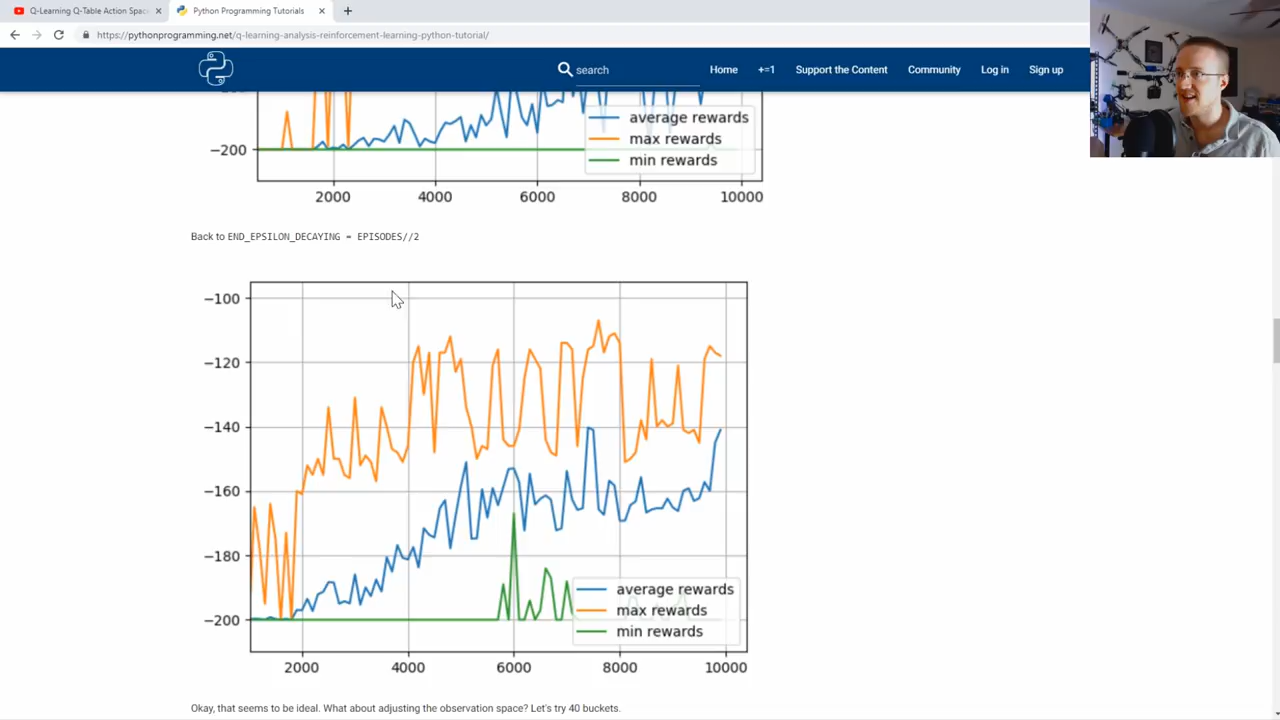 Q-Learning Q-Table Action Spac
Python Programming Tutorials
https://pythonprogramming.net/q-learning-analysis-reinforcement-learning-python-tutorial/
search
Home
+=1
Support the Content
Community
Log in
Sign up
average rewards
max rewards
min rewards
−200
2000 4000 6000 8000 10000
Back to END_EPSILON_DECAYING = EPISODES//2
−100
−120
−140
−160
−180
−200
average rewards
max rewards
min rewards
2000 4000 6000 8000 10000
Okay, that seems to be ideal. What about adjusting the observation space? Let's try 40 buckets.